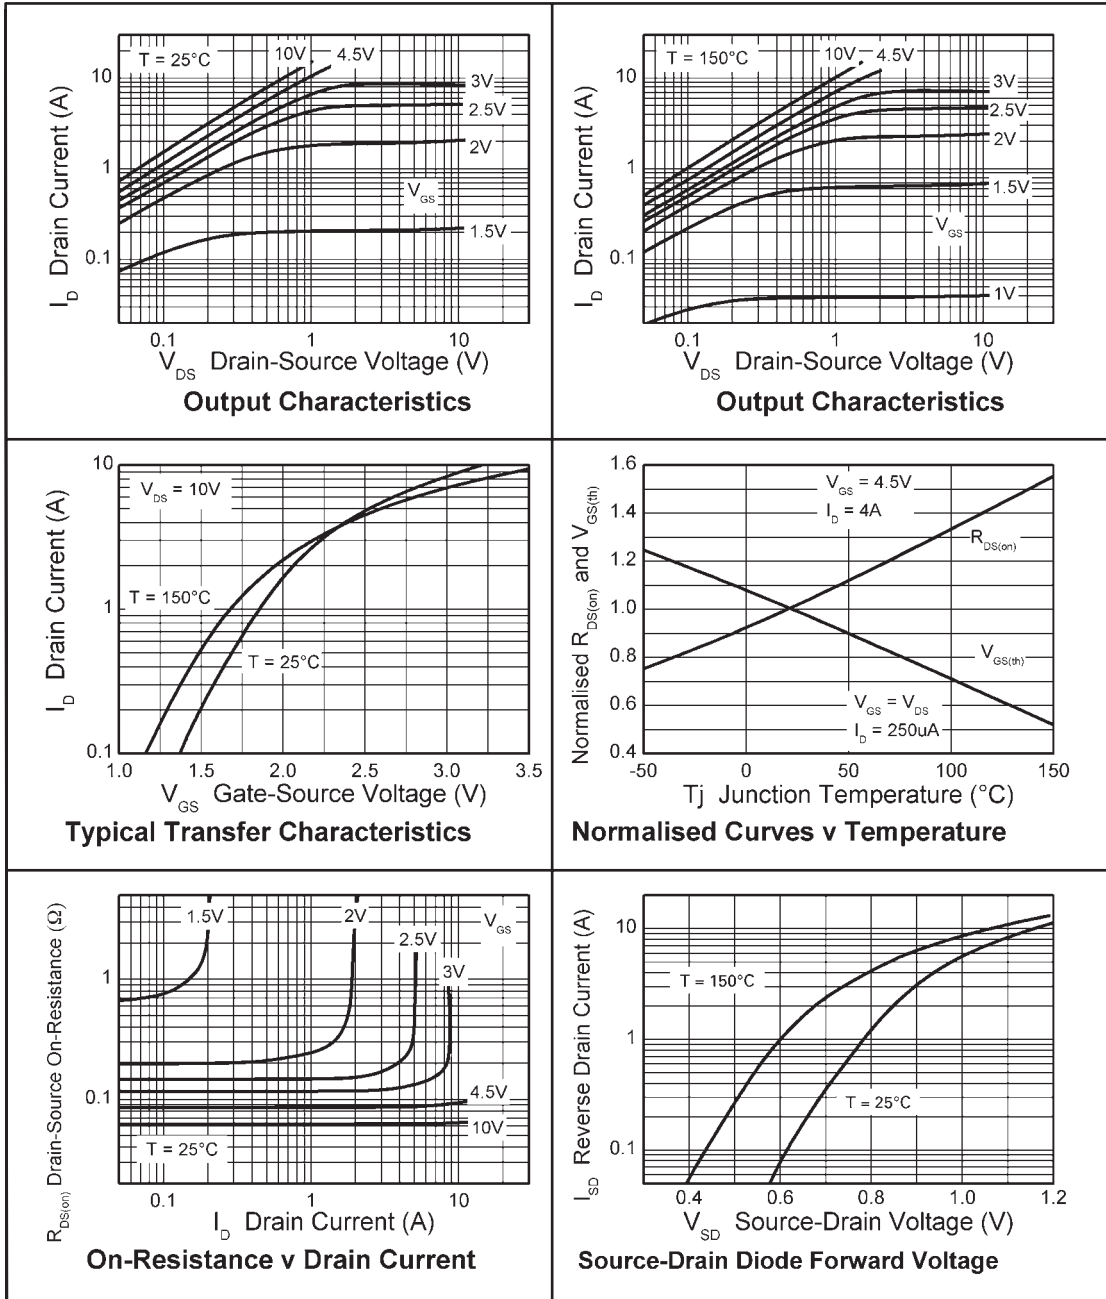 T = 25°C
10V
4.5V
3V
2.5V
2V
V_GS
1.5V
10
1
0.1
I_D Drain Current (A)
0.1
1
10
V_DS Drain-Source Voltage (V)
Output Characteristics
T = 150°C
10V
4.5V
3V
2.5V
2V
1.5V
V_GS
1V
10
1
0.1
I_D Drain Current (A)
0.1
1
10
V_DS Drain-Source Voltage (V)
Output Characteristics
V_DS = 10V
T = 150°C
T = 25°C
10
1
0.1
I_D Drain Current (A)
1.0
1.5
2.0
2.5
3.0
3.5
V_GS Gate-Source Voltage (V)
Typical Transfer Characteristics
V_GS = 4.5V
I_D = 4A
R_DS(on)
V_GS(th)
V_GS = V_DS
I_D = 250uA
1.6
1.4
1.2
1.0
0.8
0.6
0.4
Normalised R_DS(on) and V_GS(th)
-50
0
50
100
150
Tj Junction Temperature (°C)
Normalised Curves v Temperature
1.5V
2V
V_GS
2.5V
3V
4.5V
10V
T = 25°C
1
0.1
R_DS(on) Drain-Source On-Resistance (Ω)
0.1
1
10
I_D Drain Current (A)
On-Resistance v Drain Current
T = 150°C
T = 25°C
10
1
0.1
I_SD Reverse Drain Current (A)
0.4
0.6
0.8
1.0
1.2
V_SD Source-Drain Voltage (V)
Source-Drain Diode Forward Voltage